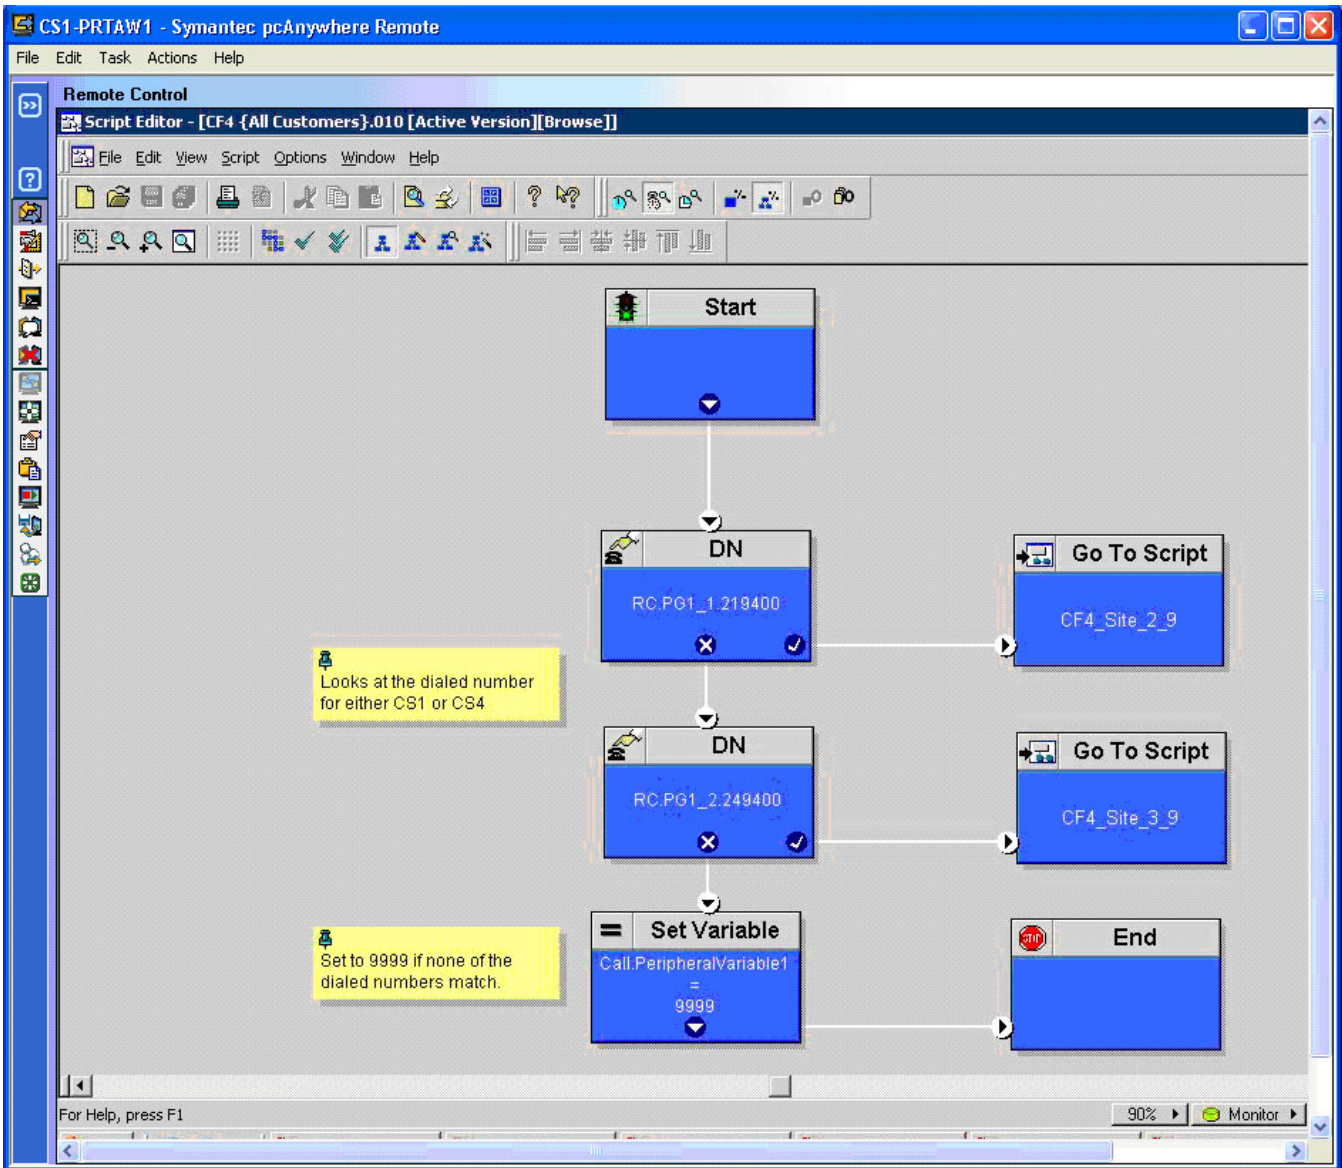 CS1-PRTAW1 - Symantec pcAnywhere Remote
File Edit Task Actions Help
Remote Control
Script Editor - [CF4 {All Customers}.010 [Active Version][Browse]]
File Edit View Script Options Window Help
Start
DN
RC.PG1_1.219400
Go To Script
CF4_Site_2_9
Looks at the dialed number
for either CS1 or CS4
DN
RC.PG1_2.249400
Go To Script
CF4_Site_3_9
Set to 9999 if none of the
dialed numbers match.
Set Variable
Call.PeripheralVariable1
=
9999
STOP
End
For Help, press F1
90%
Monitor